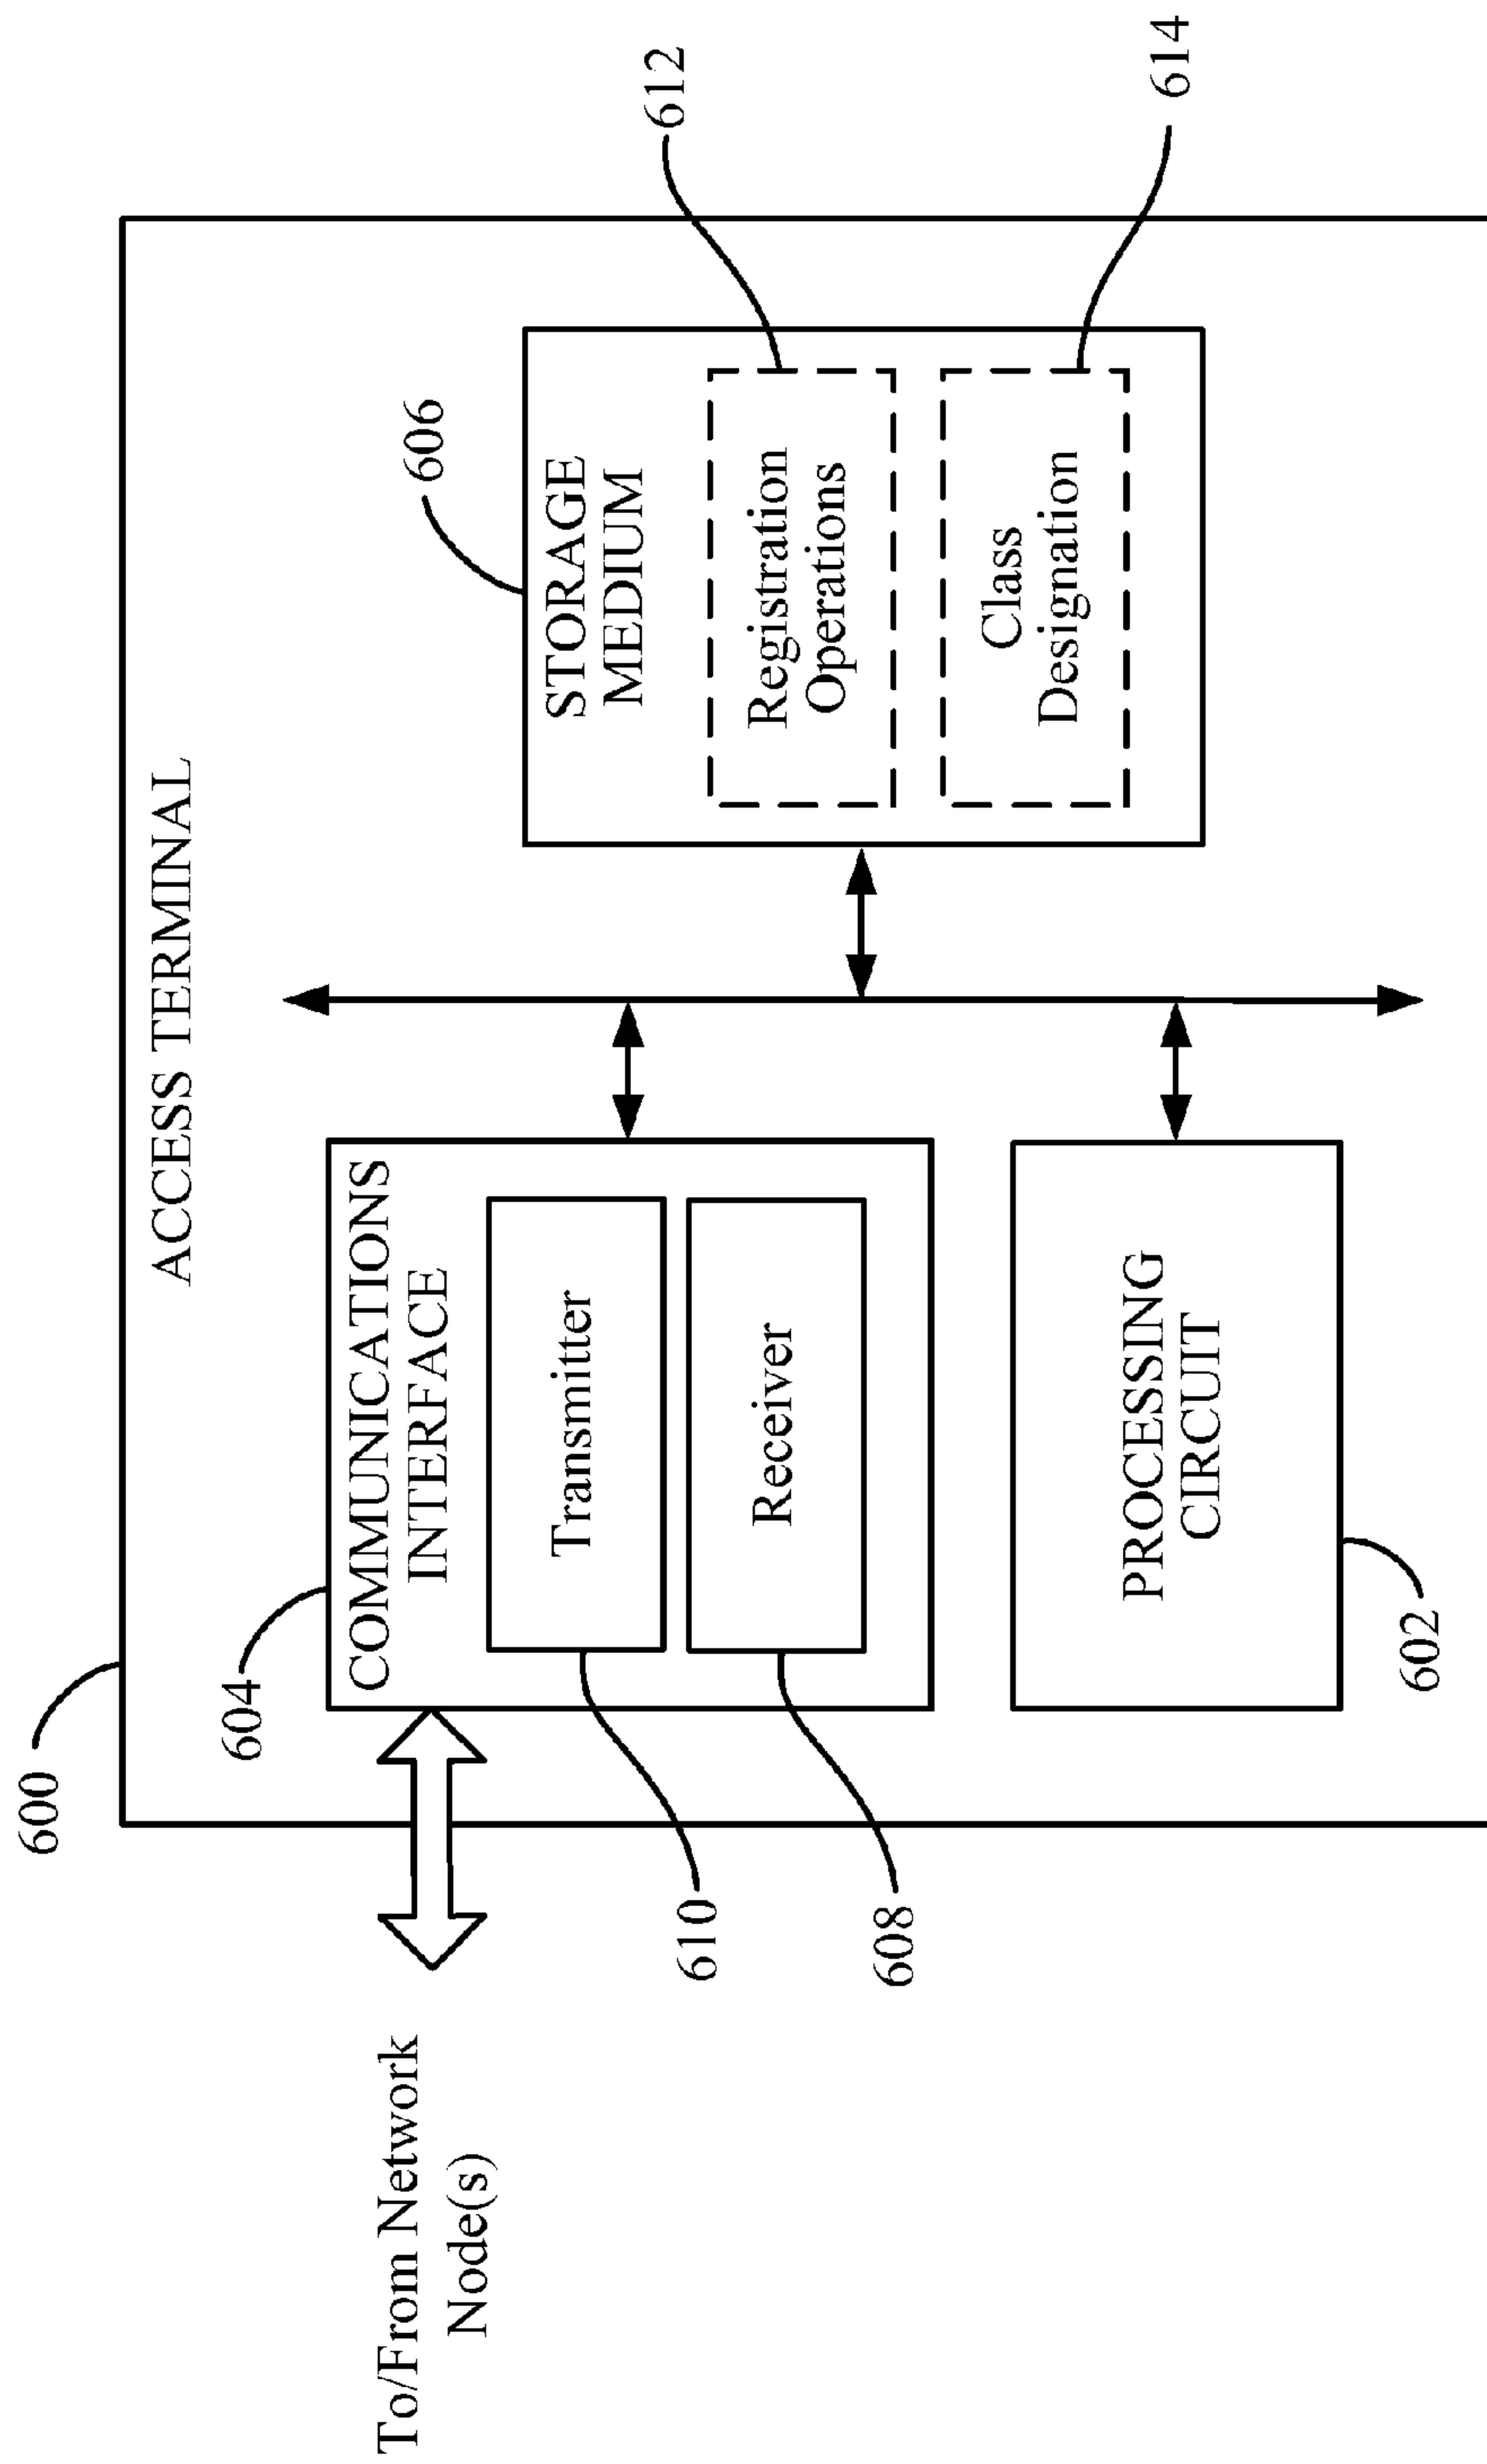 600
ACCESS TERMINAL
604
606
612
To/From Network
Node(s)
COMMUNICATIONS
INTERFACE
Transmitter
Receiver
610
608
STORAGE
MEDIUM
Registration
Operations
Class
Designation
614
PROCESSING
CIRCUIT
602